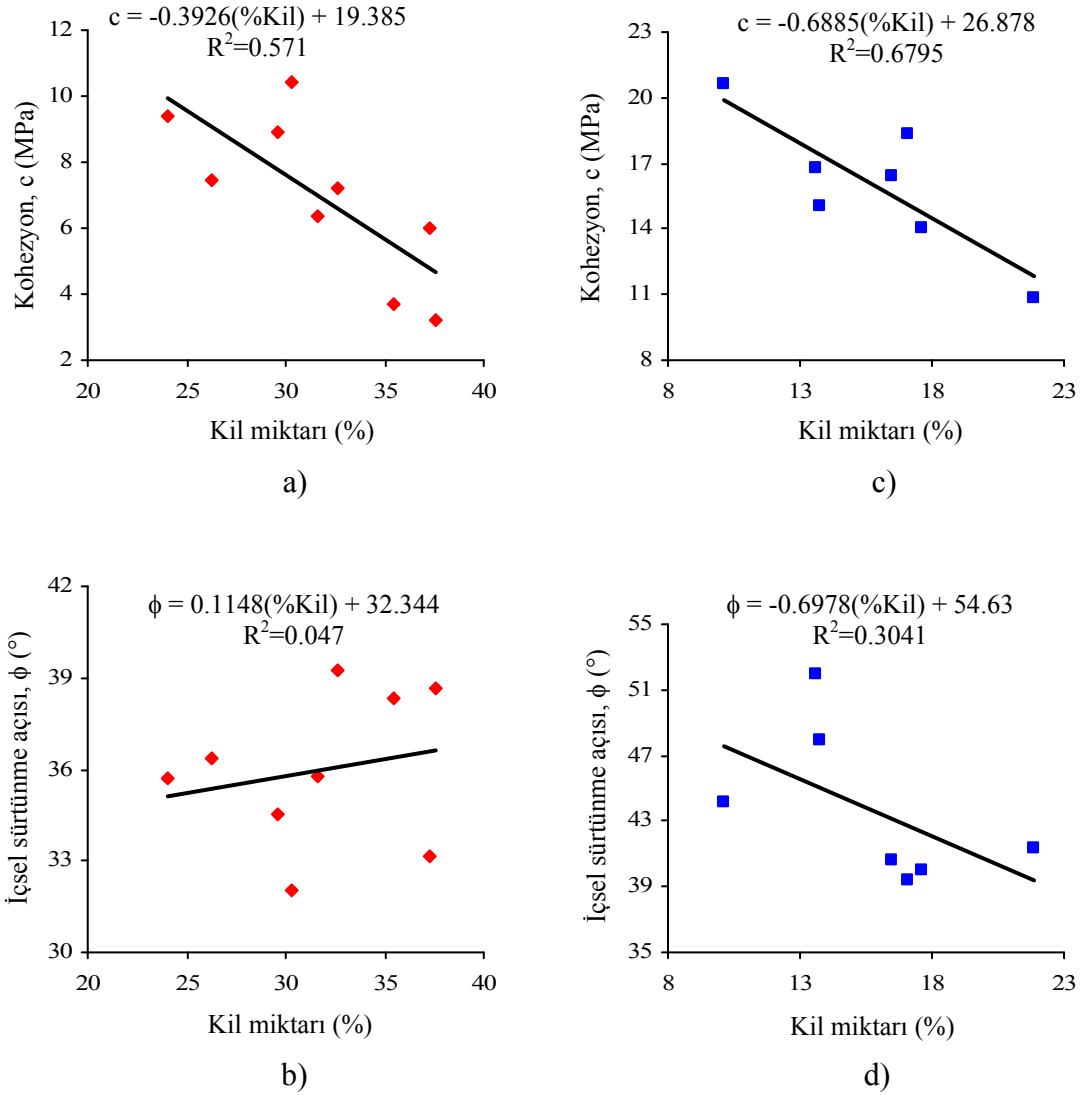 c = -0.3926(%Kil) + 19.385
R²=0.571
12
10
8
6
4
2
20
30
40
Kohezyon, c (MPa)
Kil miktarı (%)
a)
c = -0.6885(%Kil) + 26.878
R²=0.6795
23
20
17
14
11
8
8
13
18
23
Kohezyon, c (MPa)
Kil miktarı (%)
c)
ϕ = 0.1148(%Kil) + 32.344
R²=0.047
42
39
36
33
30
20
30
40
İçsel sürtünme açısı, ϕ (°)
Kil miktarı (%)
b)
ϕ = -0.6978(%Kil) + 54.63
R²=0.3041
55
51
47
43
39
35
8
13
18
23
İçsel sürtünme açısı, ϕ (°)
Kil miktarı (%)
d)